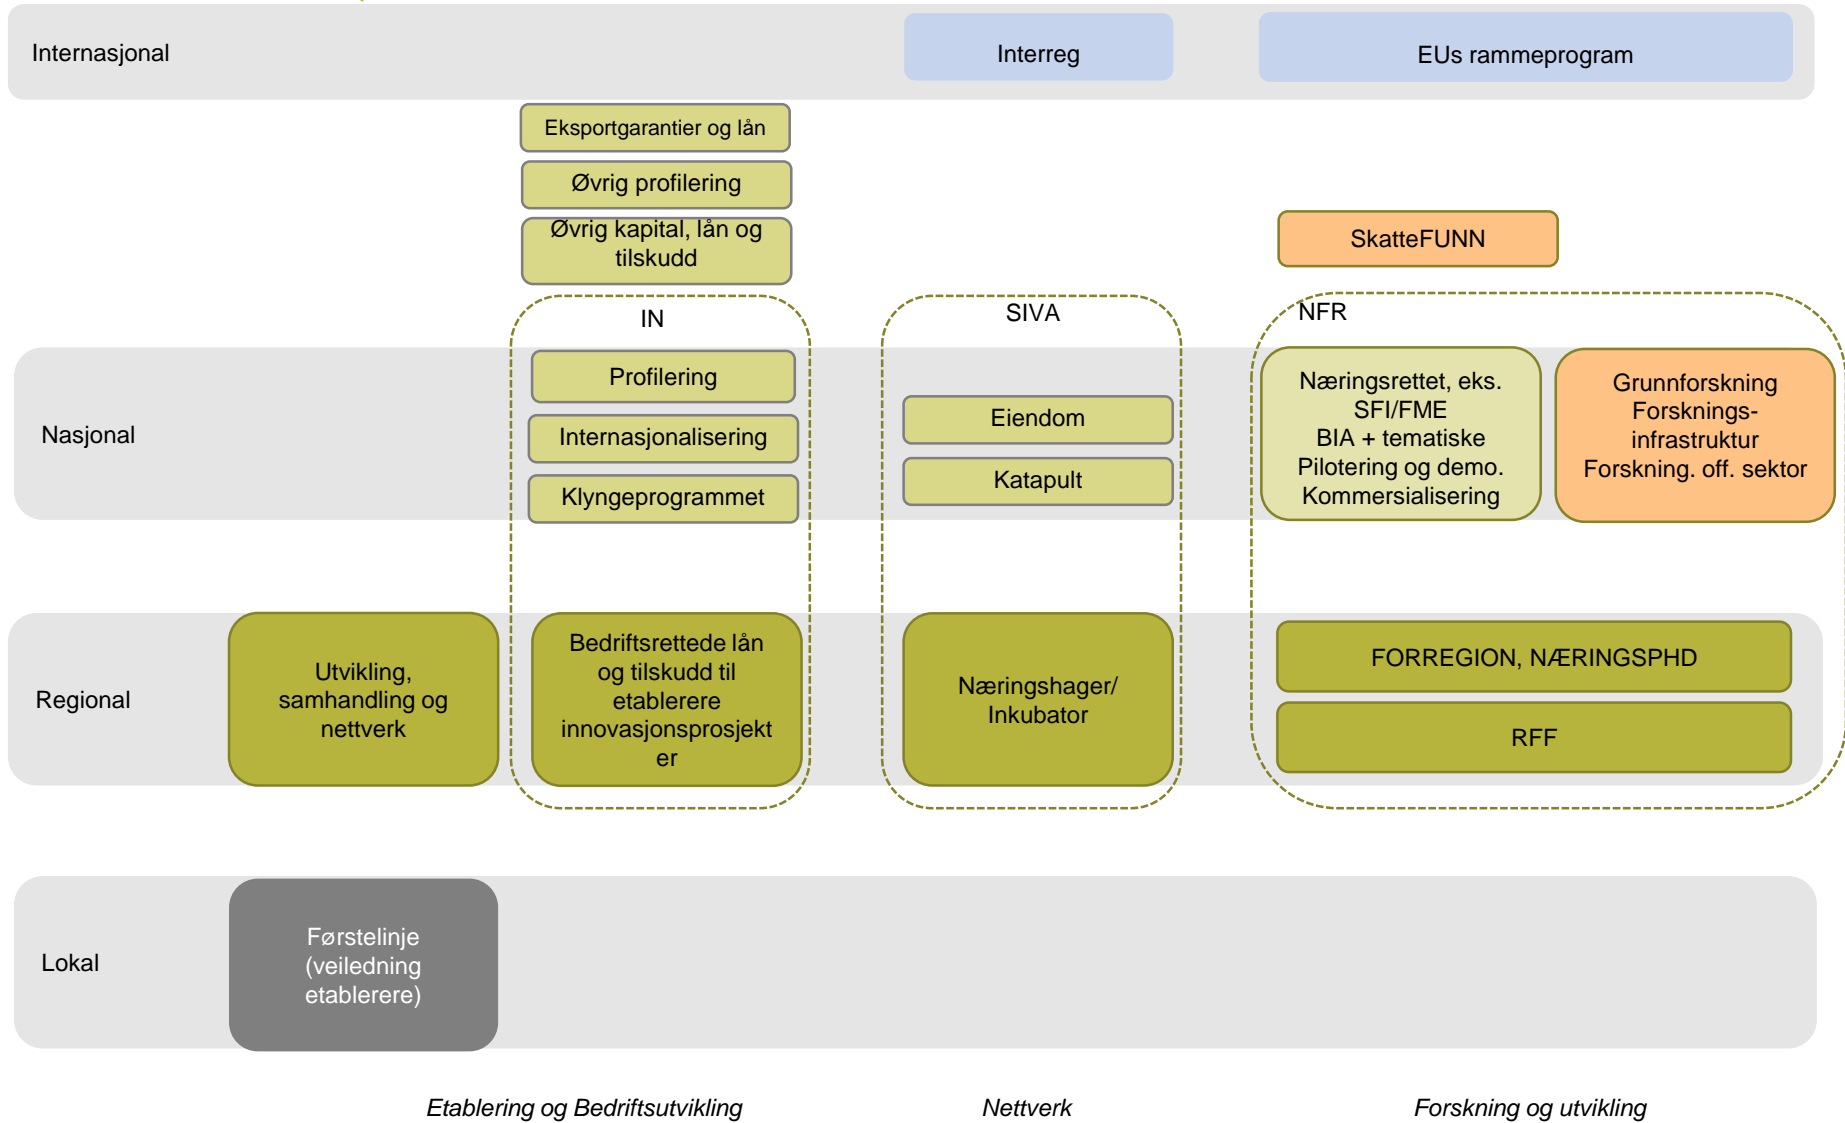 Internasjonal
Interreg
EUs rammeprogram
Eksportgarantier og lån
Øvrig profilering
Øvrig kapital, lån og
tilskudd
SkatteFUNN
IN
SIVA
NFR
Nasjonal
Profilering
Internasjonalisering
Klyngeprogrammet
Eiendom
Katapult
Næringsrettet, eks.
SFI/FME
BIA + tematiske
Pilotering og demo.
Kommersialisering
Grunnforskning
Forsknings-
infrastruktur
Forskning. off. sektor
Regional
Utvikling,
samhandling og
nettverk
Bedriftsrettede lån
og tilskudd til
etablerere
innovasjonsprosjekt
er
Næringshager/
Inkubator
FORREGION, NÆRINGSPHD
RFF
Lokal
Førstelinje
(veiledning
etablerere)
Etablering og Bedriftsutvikling
Nettverk
Forskning og utvikling